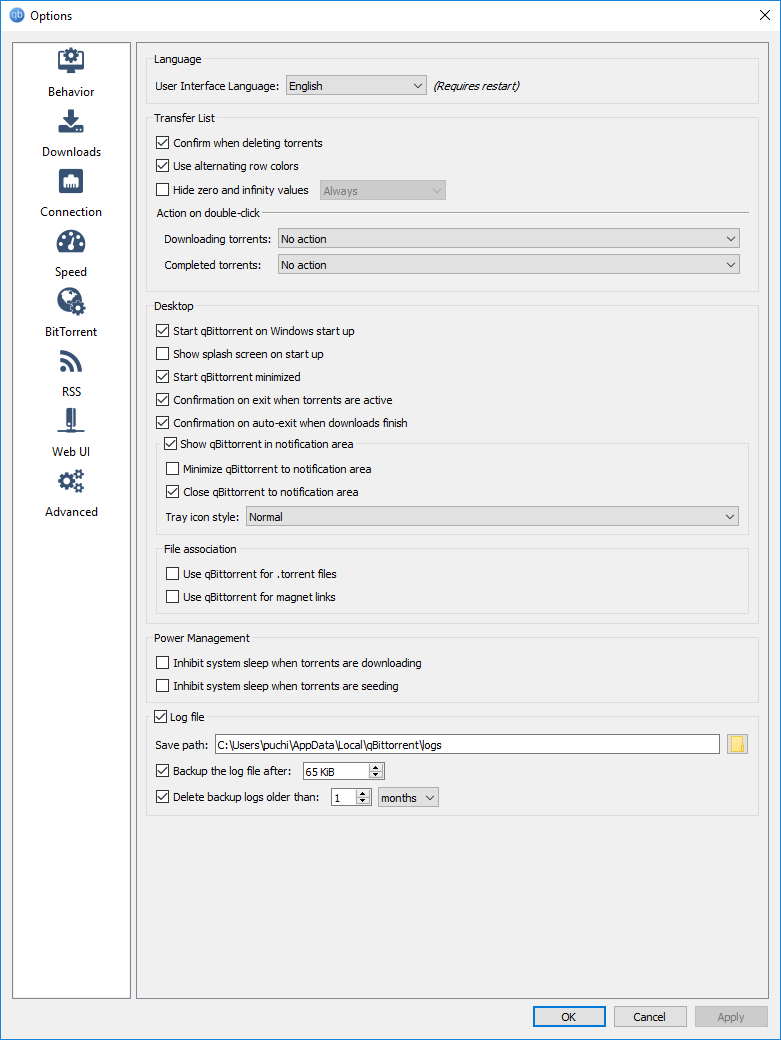 qb Options
Behavior
Downloads
Connection
Speed
BitTorrent
RSS
Web UI
Advanced
Language
User Interface Language: English (Requires restart)
Transfer List
Confirm when deleting torrents
Use alternating row colors
Hide zero and infinity values Always
Action on double-click
Downloading torrents: No action
Completed torrents: No action
Desktop
Start qBittorrent on Windows start up
Show splash screen on start up
Start qBittorrent minimized
Confirmation on exit when torrents are active
Confirmation on auto-exit when downloads finish
Show qBittorrent in notification area
Minimize qBittorrent to notification area
Close qBittorrent to notification area
Tray icon style: Normal
File association
Use qBittorrent for .torrent files
Use qBittorrent for magnet links
Power Management
Inhibit system sleep when torrents are downloading
Inhibit system sleep when torrents are seeding
Log file
Save path: C:\Users\puchi\AppData\Local\qBittorrent\logs
Backup the log file after: 65 KiB
Delete backup logs older than: 1 months
OK Cancel Apply